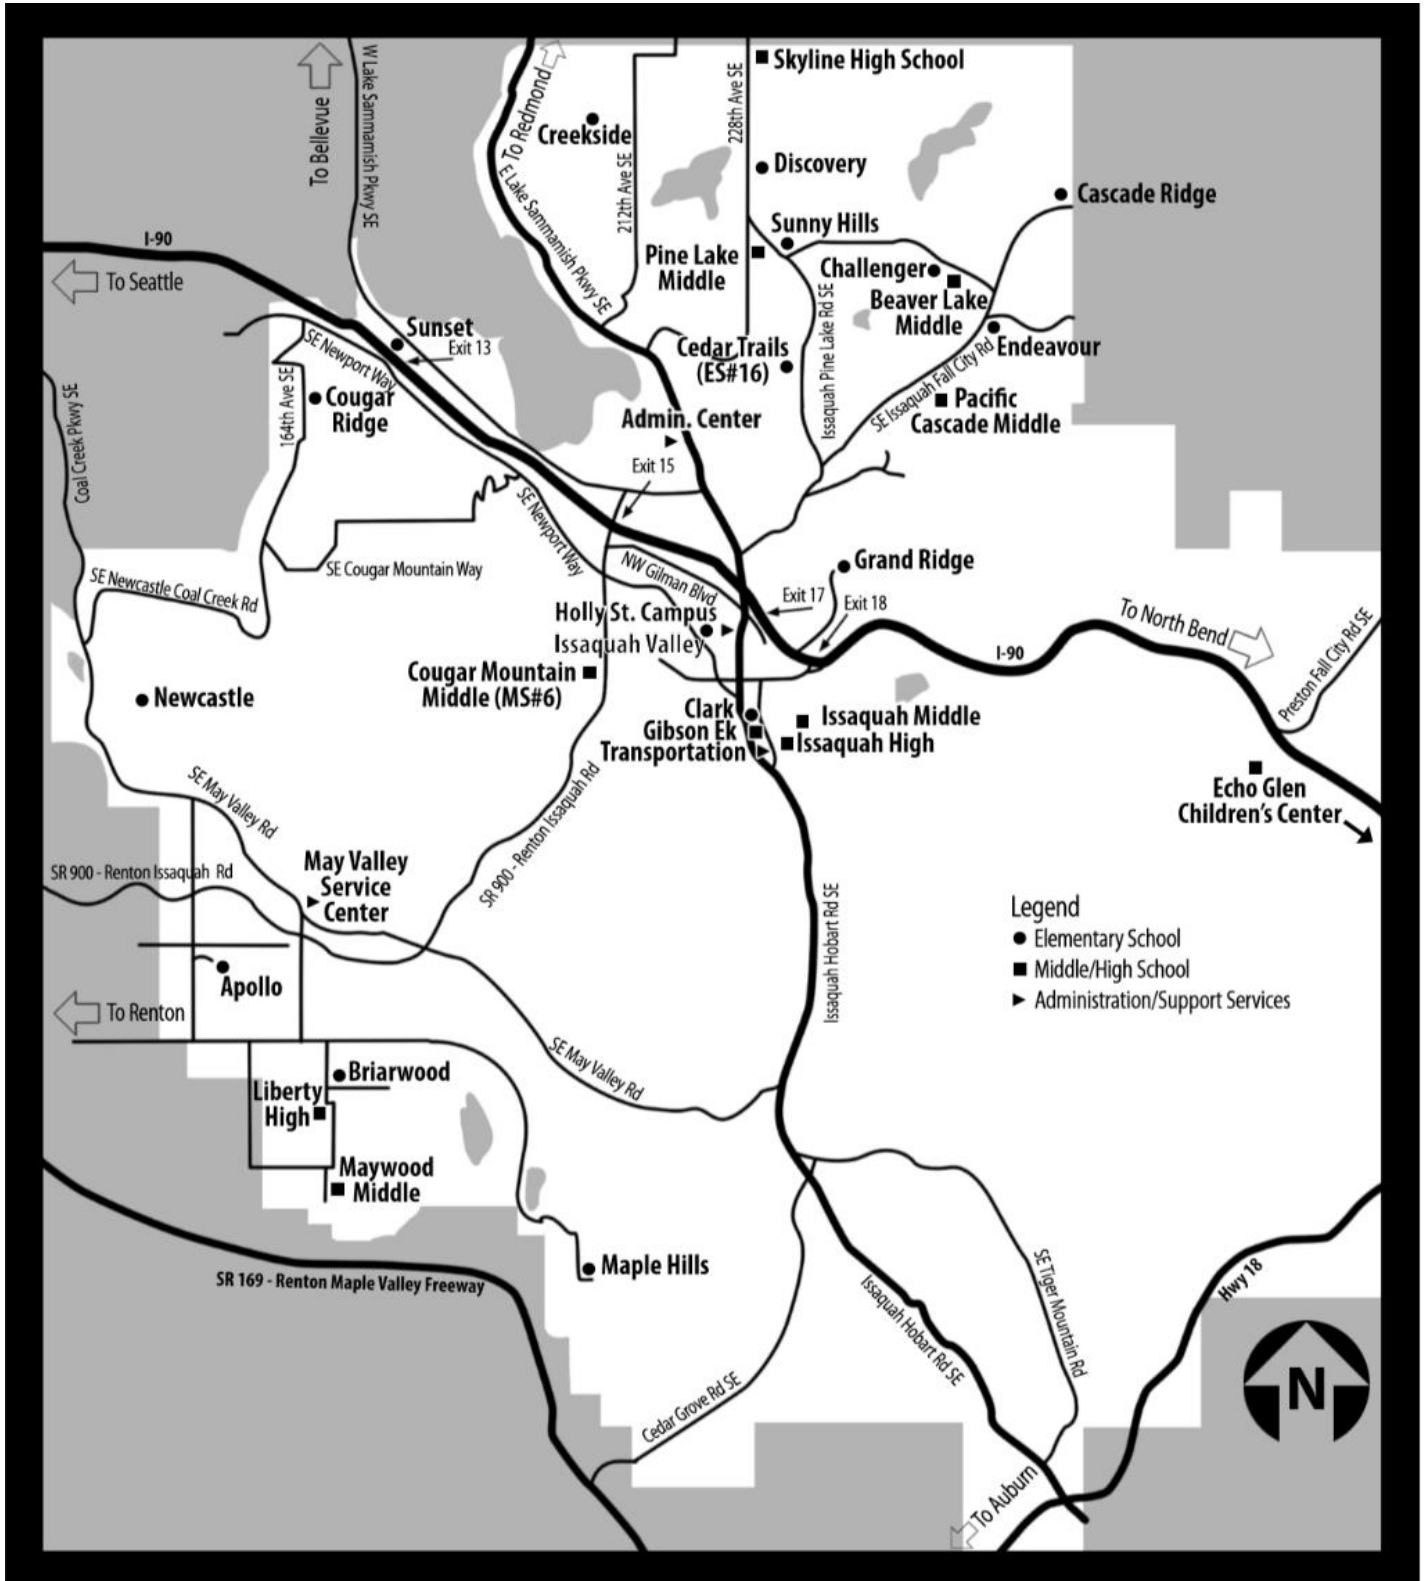 Skyline High School
To Bellevue
W Lake Sammamish Pkwy SE
To Redmond
228th Ave SE
Creekside
212th Ave SE
Discovery
E Lake Sammamish Pkwy SE
Cascade Ridge
Sunny Hills
I-90
Pine Lake
Middle
Challenger
To Seattle
Beaver Lake
Middle
Issaquah Pine Lake Rd SE
Sunset
Exit 13
SE Newport Way
Cedar Trails
(ES#16)
Endeavour
SE Issaquah Fall City Rd
Coal Creek Pkwy SE
164th Ave SE
Cougar
Ridge
Pacific
Cascade Middle
Admin. Center
Exit 15
SE Newport Way
SE Cougar Mountain Way
NW Gilman Blvd
Grand Ridge
SE Newcastle Coal Creek Rd
Exit 17
Exit 18
Holly St. Campus
Issaquah Valley
To North Bend
I-90
Preston Fall City Rd SE
Cougar Mountain
Middle (MS#6)
Newcastle
Clark
Gibson Ek
Transportation
Issaquah Middle
Issaquah High
Echo Glen
Children's Center
SE May Valley Rd
SR 900 - Renton Issaquah Rd
SR 900 - Renton Issaquah Rd
May Valley
Service
Center
Issaquah Hobart Rd SE
Legend
Elementary School
Middle/High School
Administration/Support Services
Apollo
To Renton
SE May Valley Rd
Briarwood
Liberty
High
Maywood
Middle
Maple Hills
SR 169 - Renton Maple Valley Freeway
Issaquah Hobart Rd SE
SE Tiger Mountain Rd
Hwy 18
Cedar Grove Rd SE
N
To Auburn